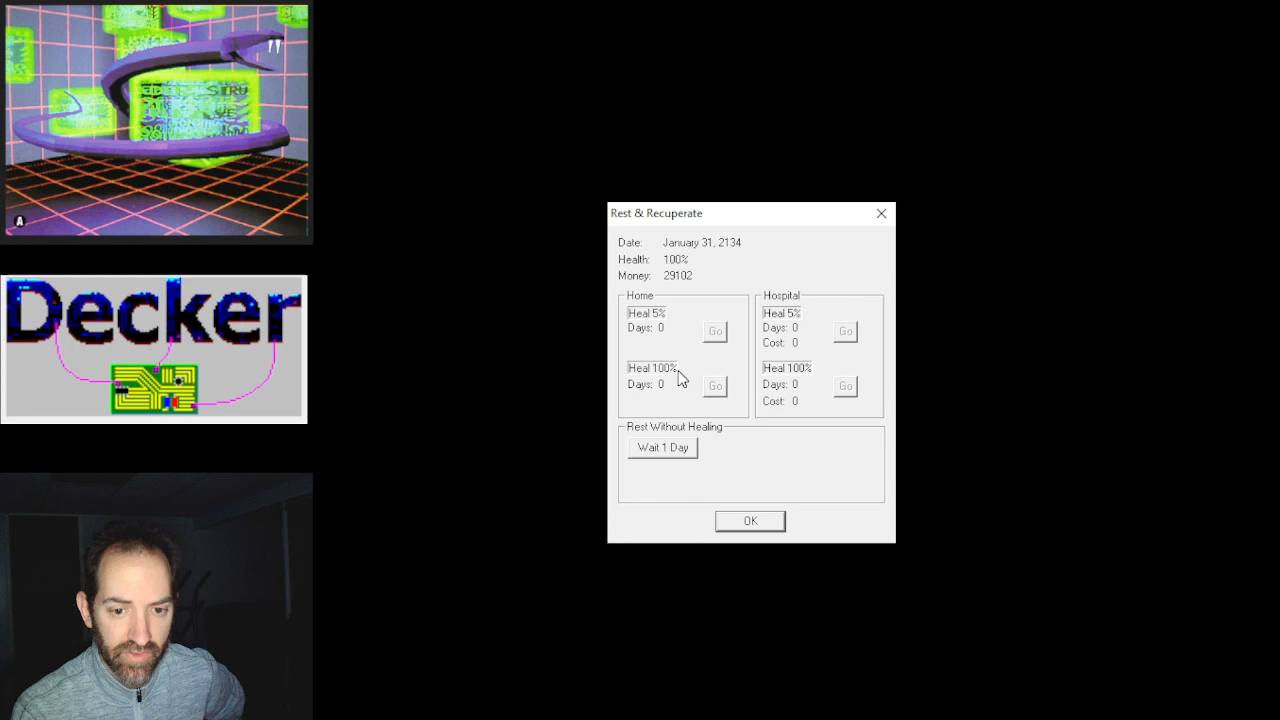 A
Decker
Rest & Recuperate
Date: January 31, 2134
Health: 100%
Money: 29102
Home
Heal 5%
Days: 0
Go
Heal 100%
Days: 0
Go
Hospital
Heal 5%
Days: 0
Cost: 0
Go
Heal 100%
Days: 0
Cost: 0
Go
Rest Without Healing
Wait 1 Day
OK